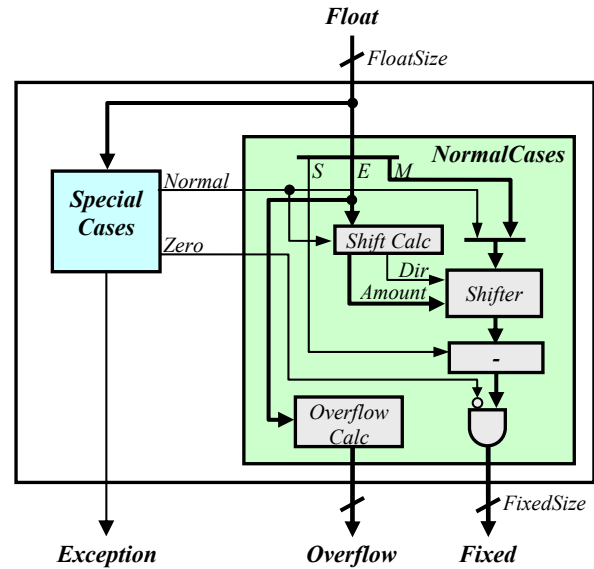 Float
FloatSize
NormalCases
S E M
Special
Cases
Normal
Shift Calc
Zero
Dir
Amount
Shifter
-
Overflow
Calc
FixedSize
Exception
Overflow
Fixed